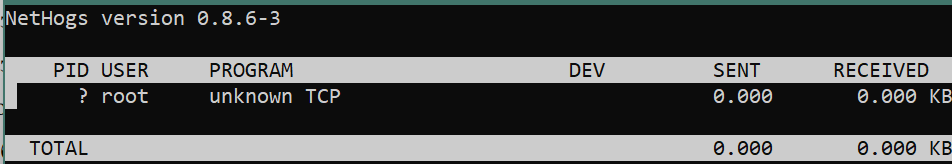 NetHogs version 0.8.6-3
PID USER PROGRAM DEV SENT RECEIVED
? root unknown TCP 0.000 0.000 KB
TOTAL 0.000 0.000 KB